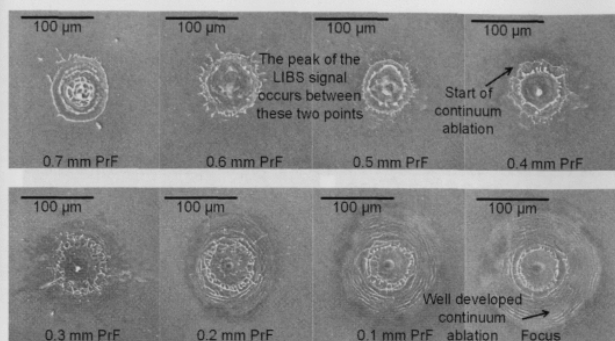 100 µm 100 µm 100 µm 100 µm
The peak of the
LIBS signal
occurs between
these two points
Start of
continuum
ablation
0.7 mm PrF 0.6 mm PrF 0.5 mm PrF 0.4 mm PrF
100 µm 100 µm 100 µm 100 µm
Well developed
continuum
ablation
0.3 mm PrF 0.2 mm PrF 0.1 mm PrF Focus